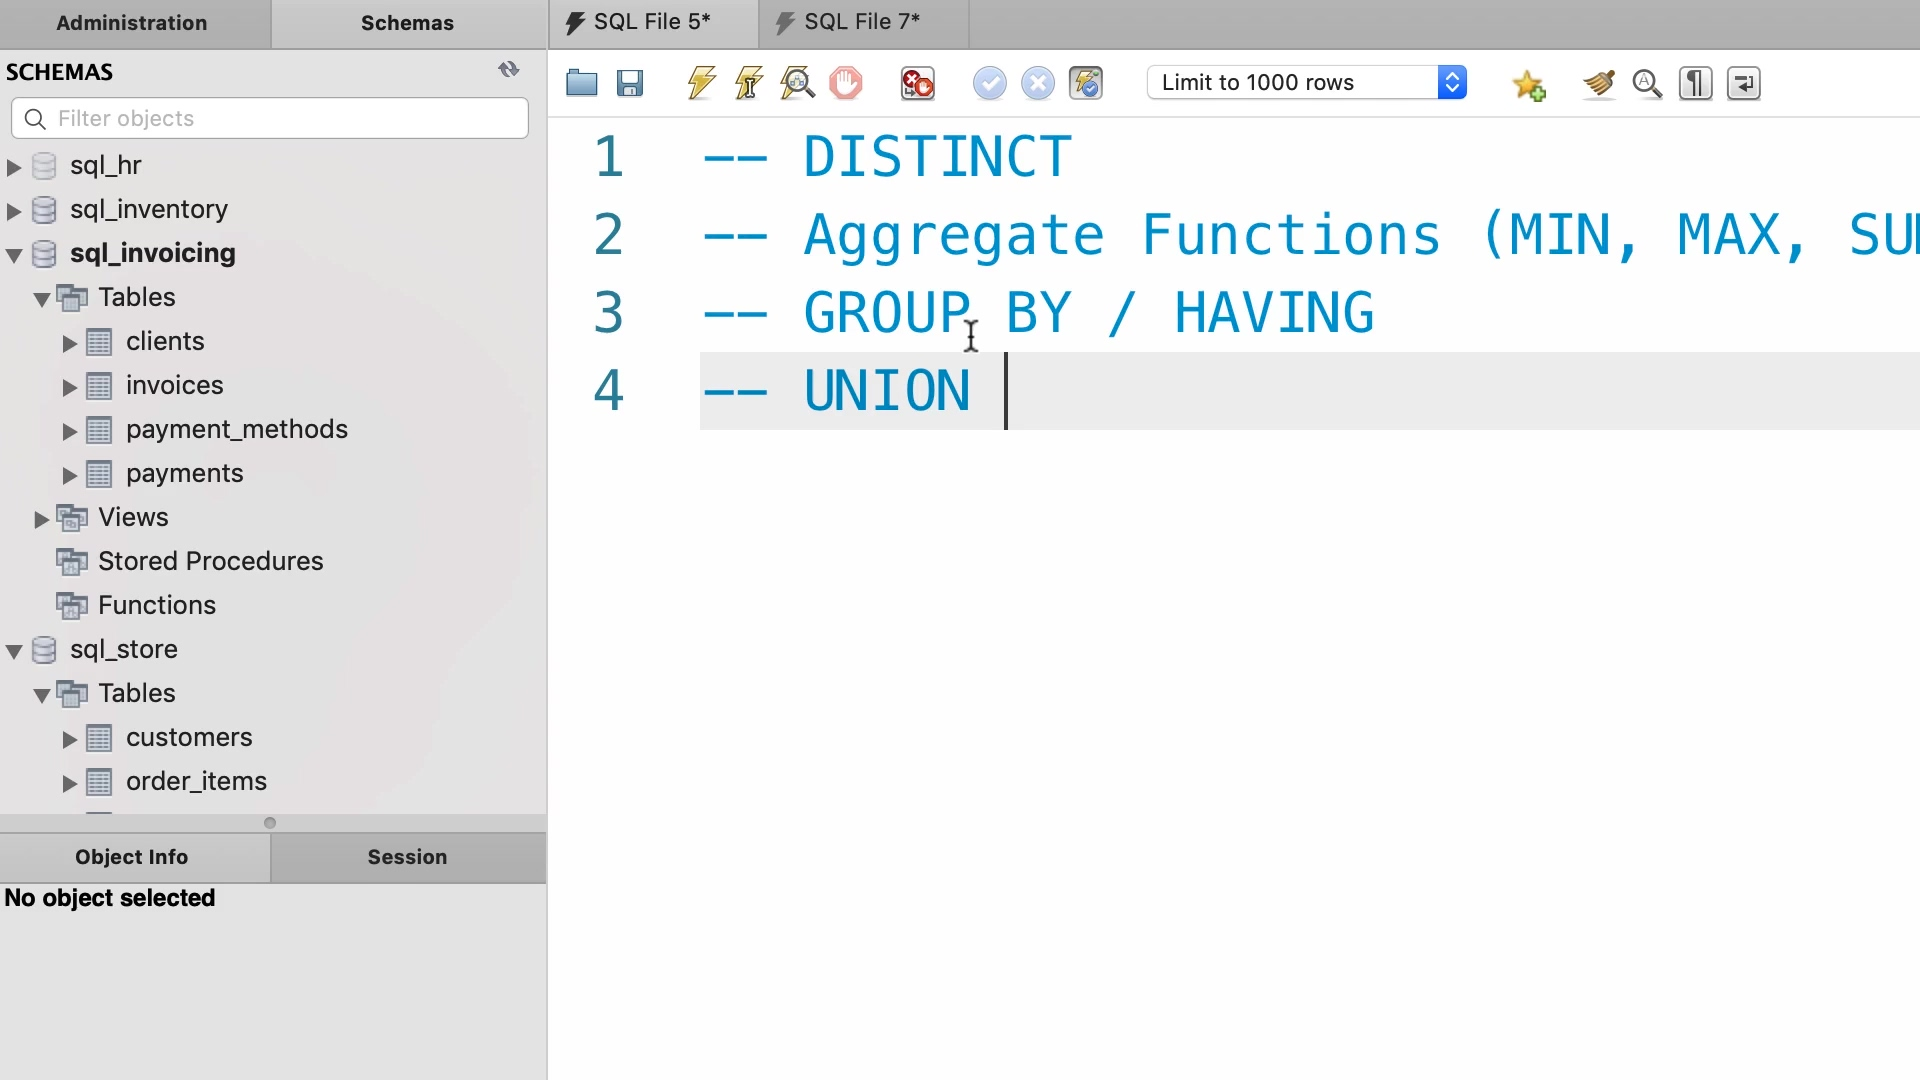 Administration Schemas
SQL File 5* SQL File 7*
SCHEMAS
Limit to 1000 rows
Filter objects
sql_hr
sql_inventory
sql_invoicing
Tables
clients
invoices
payment_methods
payments
Views
Stored Procedures
Functions
sql_store
Tables
customers
order_items
Object Info Session
No object selected
1 -- DISTINCT
2 -- Aggregate Functions (MIN, MAX,
3 -- GROUP BY / HAVING
4 -- UNION